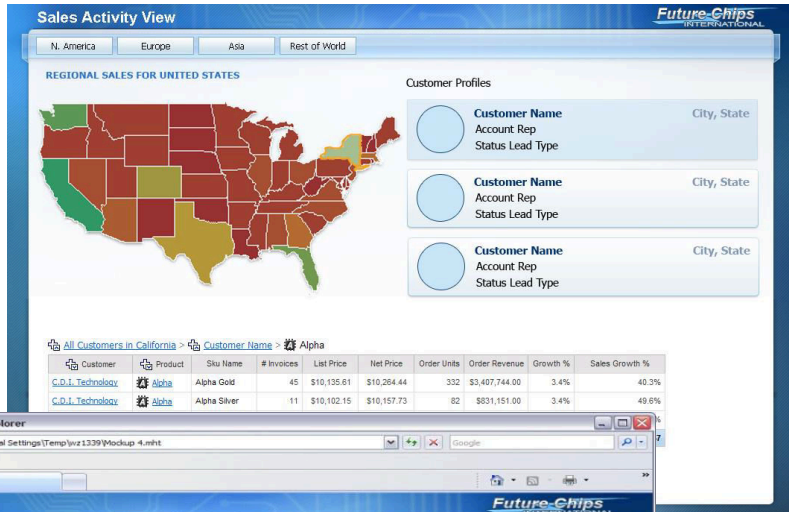 Sales Activity View
Future-Chips
INTERNATIONAL
N. America Europe Asia Rest of World
REGIONAL SALES FOR UNITED STATES
Customer Profiles
Customer Name City, State
Account Rep
Status Lead Type
Customer Name City, State
Account Rep
Status Lead Type
Customer Name City, State
Account Rep
Status Lead Type
All Customers in California > Customer Name > Alpha
Customer Product Sku Name # Invoices List Price Net Price Order Units Order Revenue Growth % Sales Growth %
C.D.I. Technology Alpha Alpha Gold 45 $10,135.61 $10,264.44 332 $3,407,744.00 3.4% 40.3%
C.D.I. Technology Alpha Alpha Silver 11 $10,102.15 $10,157.73 82 $831,151.00 3.4% 49.6%
plorer
al Settings\Temp\wz1339\Mockup 4.mht Google
Future-Chips